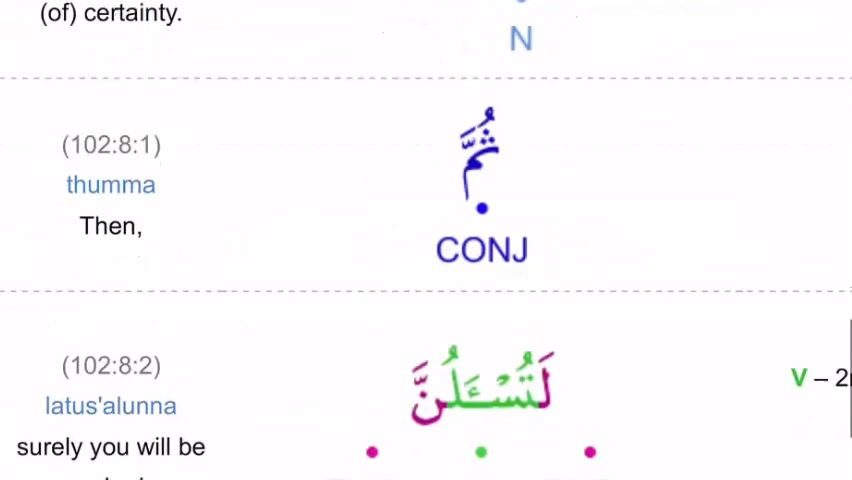 (of) certainty.
N
(102:8:1)
thumma
Then,
ثُمَّ
CONJ
(102:8:2)
latus'alunna
surely you will be
لَتُسْـَٔلُنَّ
V – 2